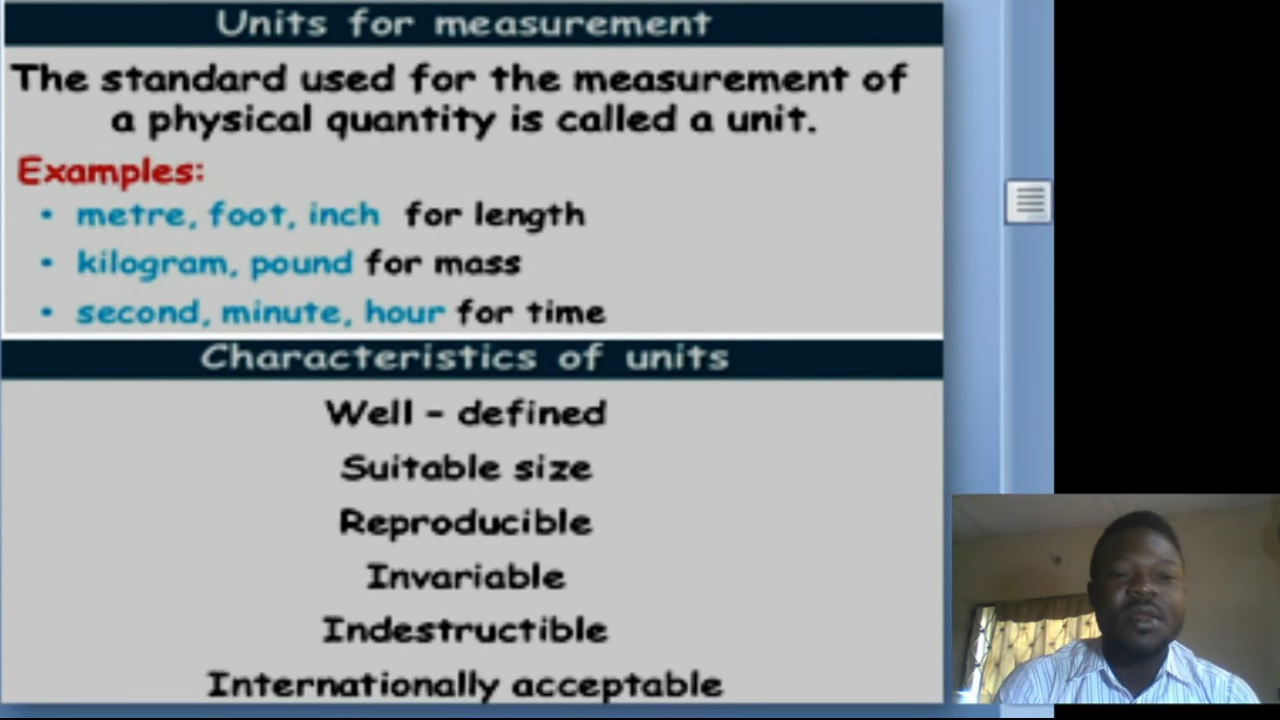 Units for measurement
The standard used for the measurement of
a physical quantity is called a unit.
Examples:
• metre, foot, inch for length
• kilogram, pound for mass
• second, minute, hour for time
Characteristics of units
Well – defined
Suitable size
Reproducible
Invariable
Indestructible
Internationally acceptable